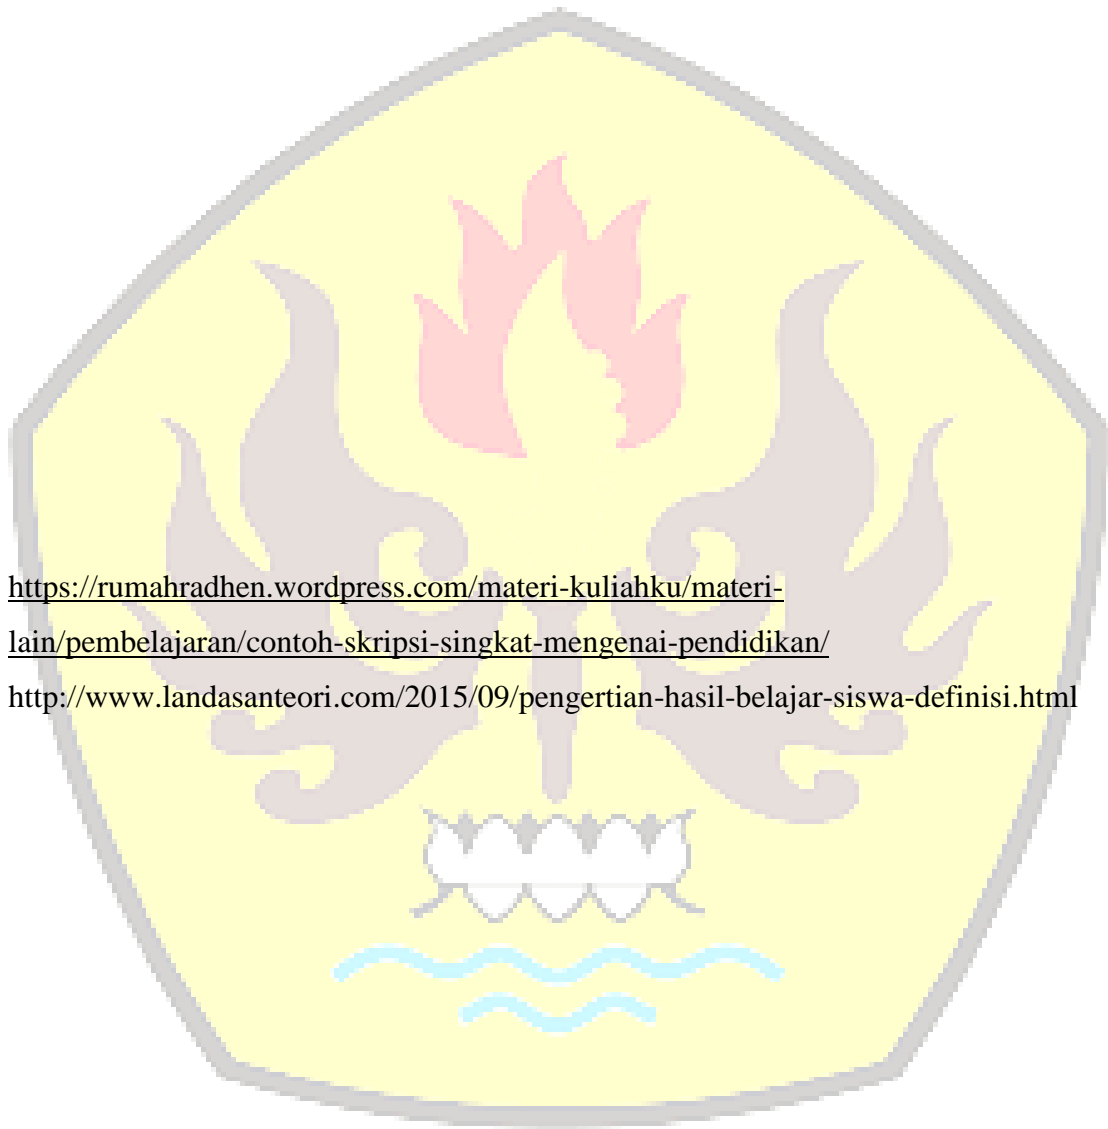 https://rumahradhen.wordpress.com/materi-kuliahku/materi-
lain/pembelajaran/contoh-skripsi-singkat-mengenai-pendidikan/
http://www.landasanteori.com/2015/09/pengertian-hasil-belajar-siswa-definisi.html